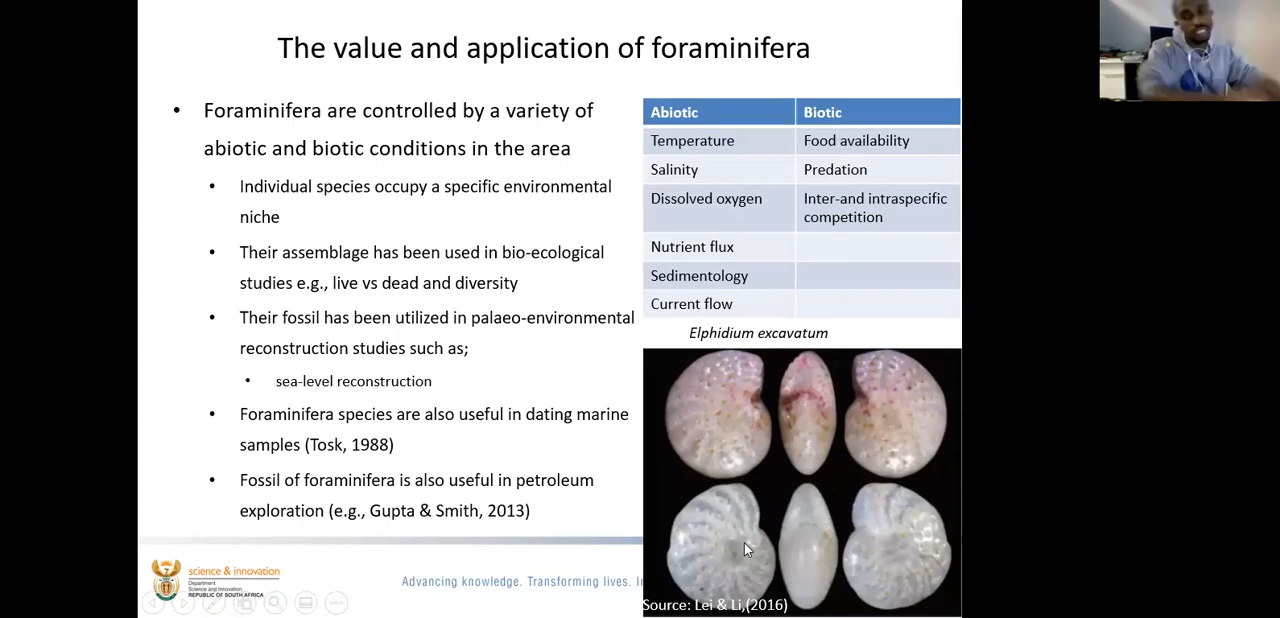 The value and application of foraminifera
• Foraminifera are controlled by a variety of
abiotic and biotic conditions in the area
• Individual species occupy a specific environmental
niche
• Their assemblage has been used in bio-ecological
studies e.g., live vs dead and diversity
• Their fossil has been utilized in palaeo-environmental
reconstruction studies such as;
• sea-level reconstruction
• Foraminifera species are also useful in dating marine
samples (Tosk, 1988)
• Fossil of foraminifera is also useful in petroleum
exploration (e.g., Gupta & Smith, 2013)
Abiotic Biotic
Temperature Food availability
Salinity Predation
Dissolved oxygen Inter-and intraspecific
competition
Nutrient flux
Sedimentology
Current flow
Elphidium excavatum
Source: Lei & Li,(2016)
science & innovation
Department
Science and Innovation
REPUBLIC OF SOUTH AFRICA
Advancing knowledge. Transforming lives. I